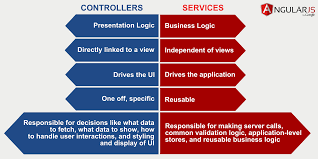 CONTROLLERS
SERVICES
ANGULARJS
Presentation Logic
Business Logic
Directly linked to a view
Independent of views
Drives the UI
Drives the application
One off, specific
Reusable
Responsible for decisions like what data
to fetch, what data to show, how
to handle user interactions, and styling
and display of UI
Responsible for making server calls,
common validation logic, application-level
stores, and reusable business logic